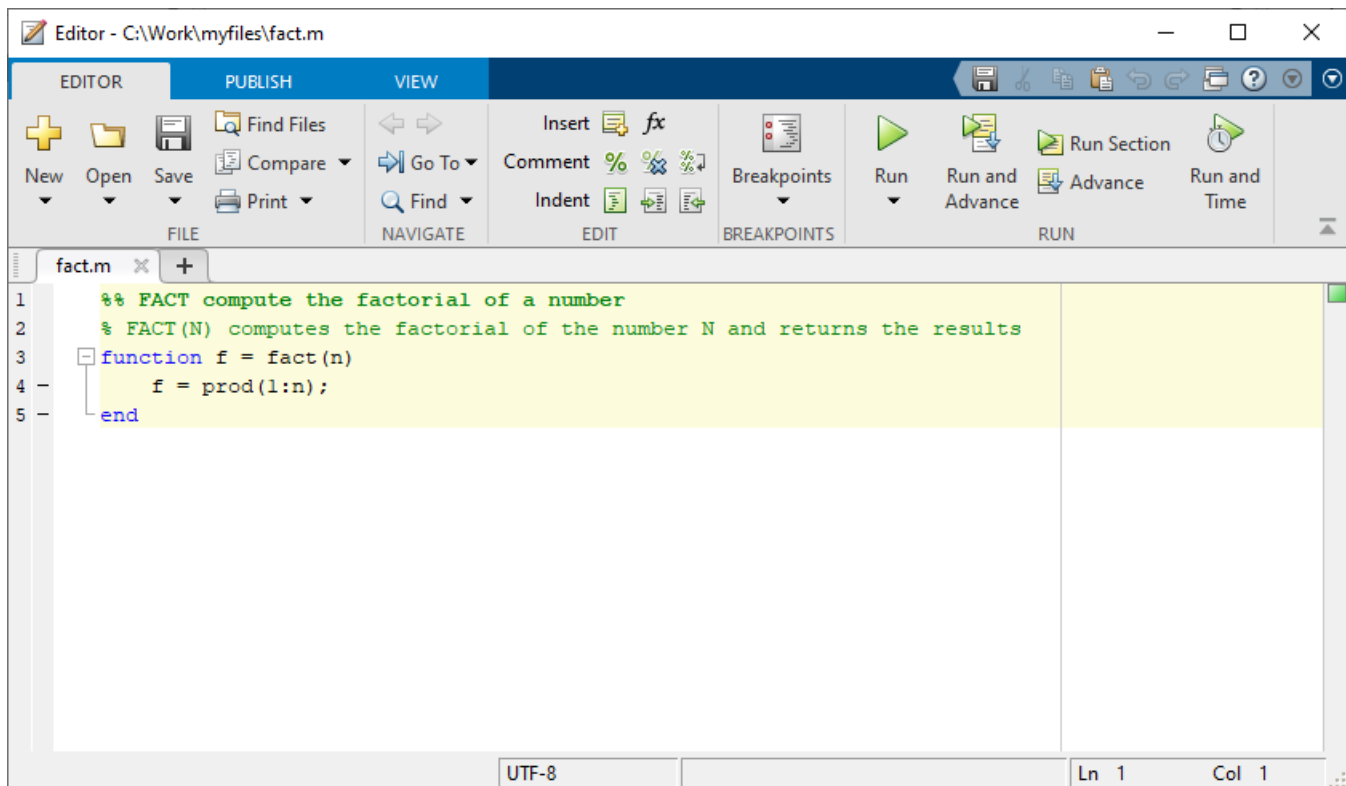 Editor - C:\Work\myfiles\fact.m
EDITOR PUBLISH VIEW
New
Open
Save
Find Files
Compare
Print
FILE
Go To
Find
NAVIGATE
Insert fx
Comment
Indent
EDIT
Breakpoints
BREAKPOINTS
Run
Run and
Advance
Run Section
Advance
Run and
Time
RUN
fact.m
1 %% FACT compute the factorial of a number
2 % FACT(N) computes the factorial of the number N and returns the results
3 function f = fact(n)
4 – f = prod(1:n);
5 – end
UTF-8 Ln 1 Col 1